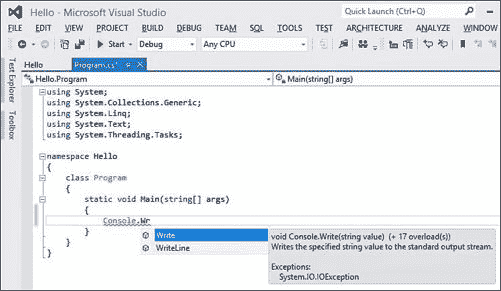 Hello - Microsoft Visual Studio
Quick Launch (Ctrl+Q)
FILE EDIT VIEW PROJECT BUILD DEBUG TEAM SQL TOOLS TEST ARCHITECTURE ANALYZE WINDOW
Start Debug Any CPU
Test Explorer
Toolbox
Hello Program.cs*
Hello.Program Main(string[] args)
using System;
using System.Collections.Generic;
using System.Linq;
using System.Text;
using System.Threading.Tasks;
namespace Hello
{
class Program
{
static void Main(string[] args)
{
Console.Wr
}
}
}
Write
WriteLine
void Console.Write(string value) (+ 17 overload(s))
Writes the specified string value to the standard output stream.
Exceptions:
System.IO.IOException